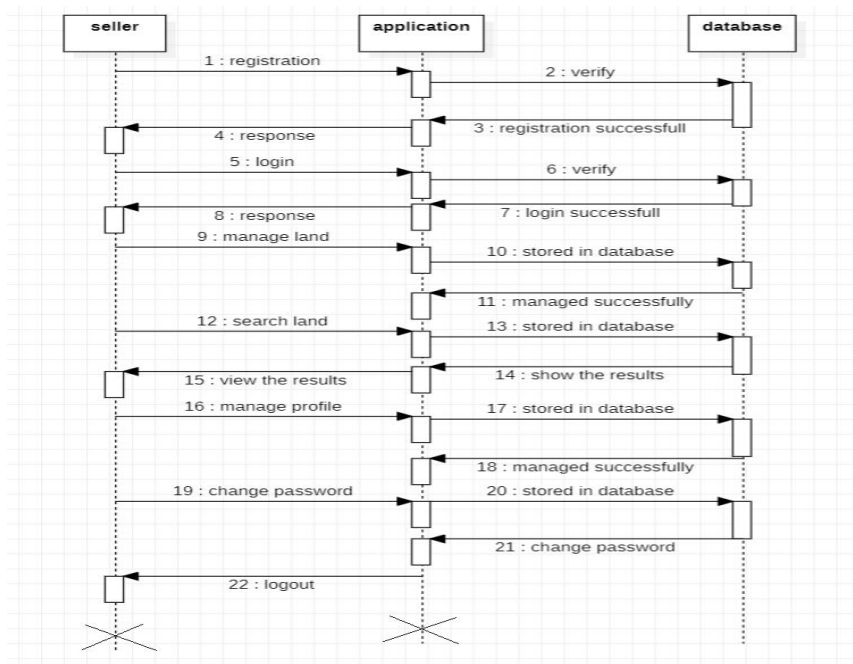 seller
application
database
1 : registration
2 : verify
3 : registration successfull
4 : response
5 : login
6 : verify
7 : login successfull
8 : response
9 : manage land
10 : stored in database
11 : managed successfully
12 : search land
13 : stored in database
14 : show the results
15 : view the results
16 : manage profile
17 : stored in database
18 : managed successfully
19 : change password
20 : stored in database
21 : change password
22 : logout